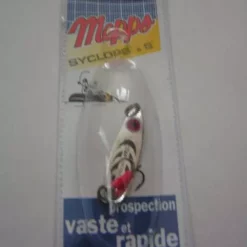 Mepps
SYCLOPS
prospection
vaste et
rapide